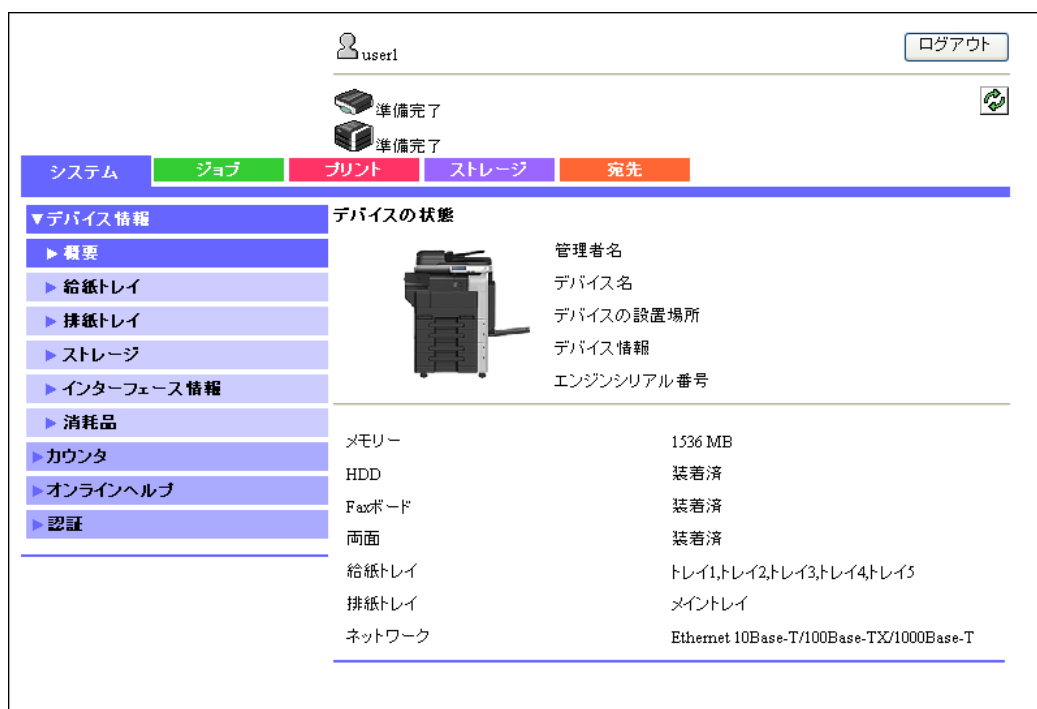 user1
ログアウト
準備完了
準備完了
システム ジョブ プリント ストレージ 宛先
▼デバイス情報
▶概要
▶給紙トレイ
▶排紙トレイ
▶ストレージ
▶インターフェース情報
▶消耗品
▶カウンタ
▶オンラインヘルプ
▶認証
デバイスの状態
管理者名
デバイス名
デバイスの設置場所
デバイス情報
エンジンシリアル番号
メモリー 1536 MB
HDD 装着済
Faxボード 装着済
両面 装着済
給紙トレイ トレイ1,トレイ2,トレイ3,トレイ4,トレイ5
排紙トレイ メイントレイ
ネットワーク Ethernet 10Base-T/100Base-TX/1000Base-T